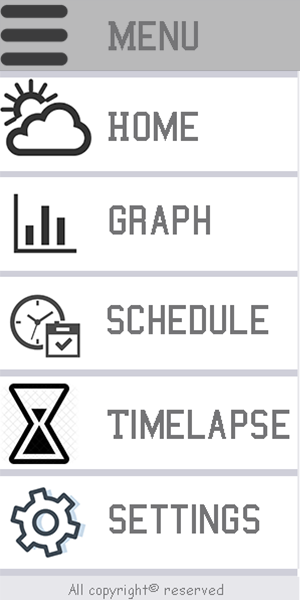 MENU
HOME
GRAPH
SCHEDULE
TIMELAPSE
SETTINGS
All copyright© reserved